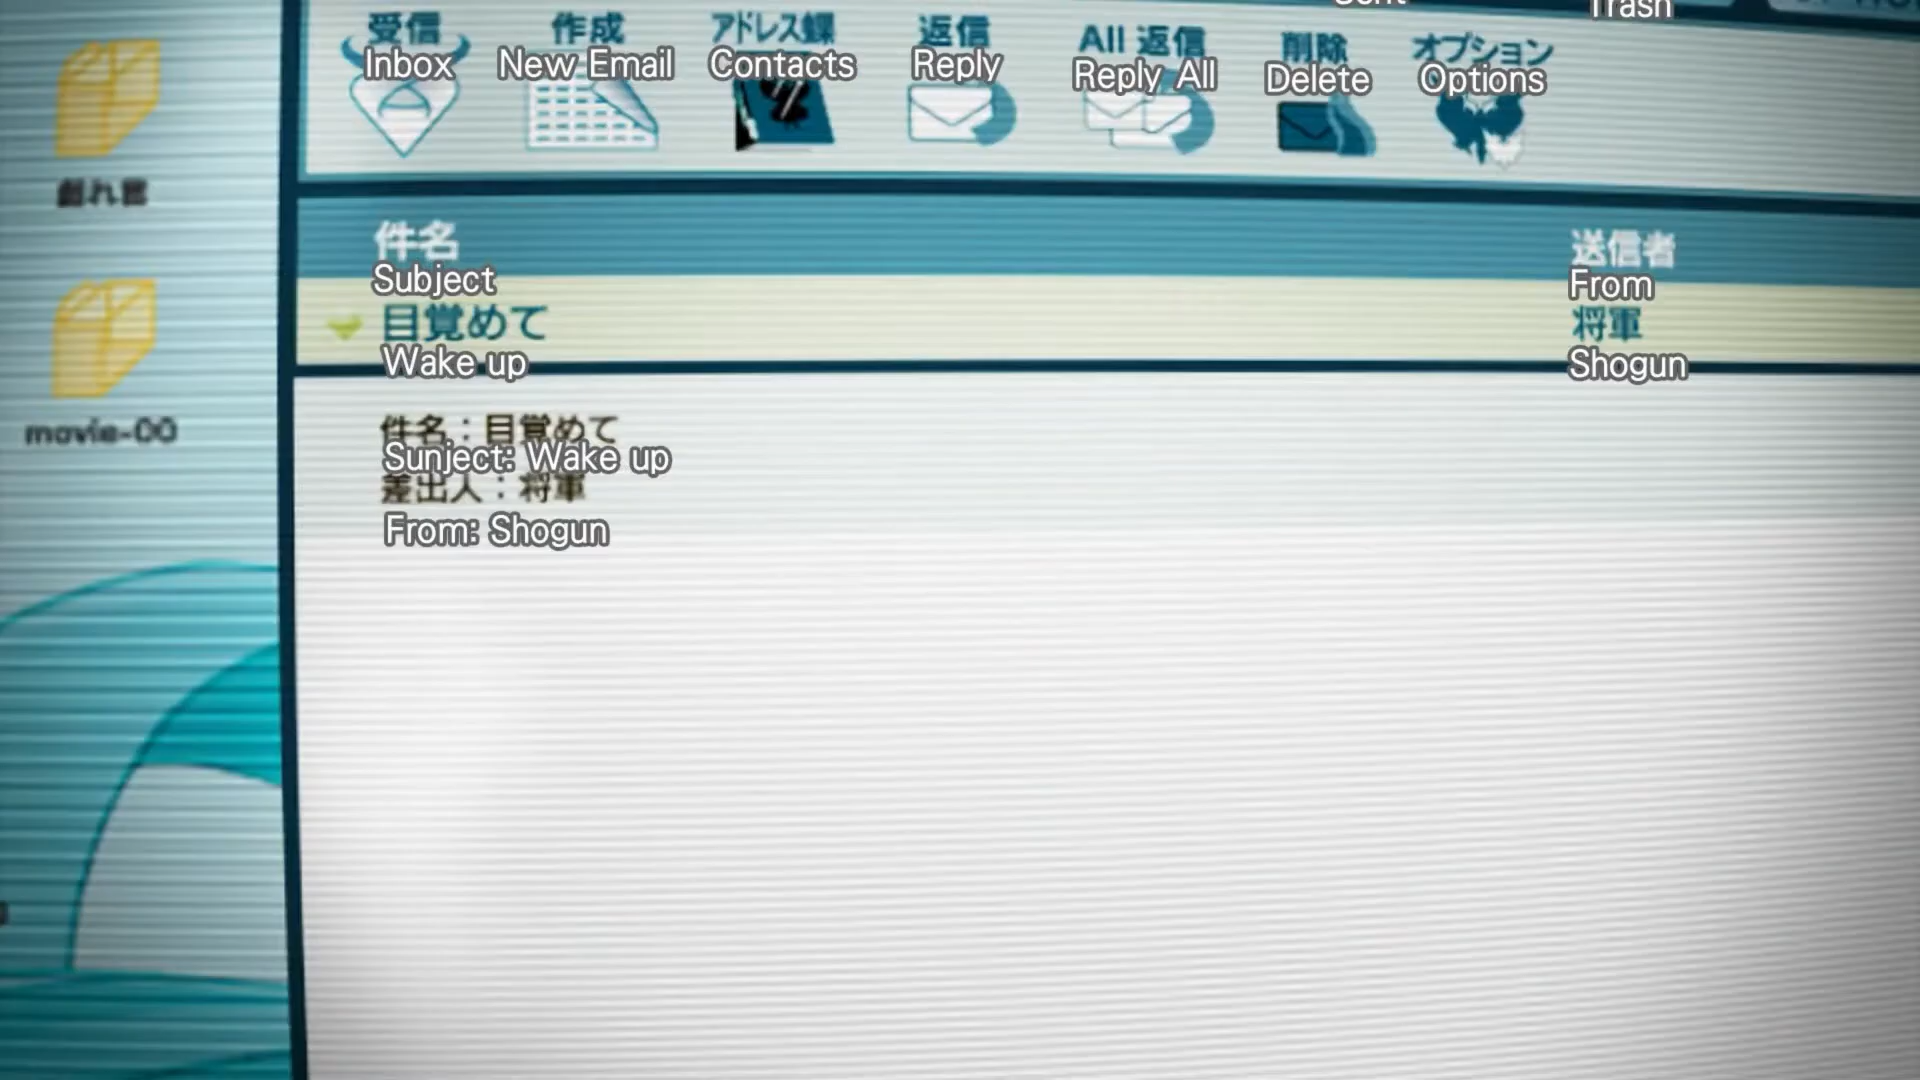 Trash
受信 作成 アドレス蝶 返信 All 返信 削除 オプション
Inbox New Email Contacts Reply Reply All Delete Options
件名 送信者
Subject From
目覚めて 将軍
Wake up Shogun
movie-00
件名：目覚めて
Sunject: Wake up
差出人：将軍
From: Shogun